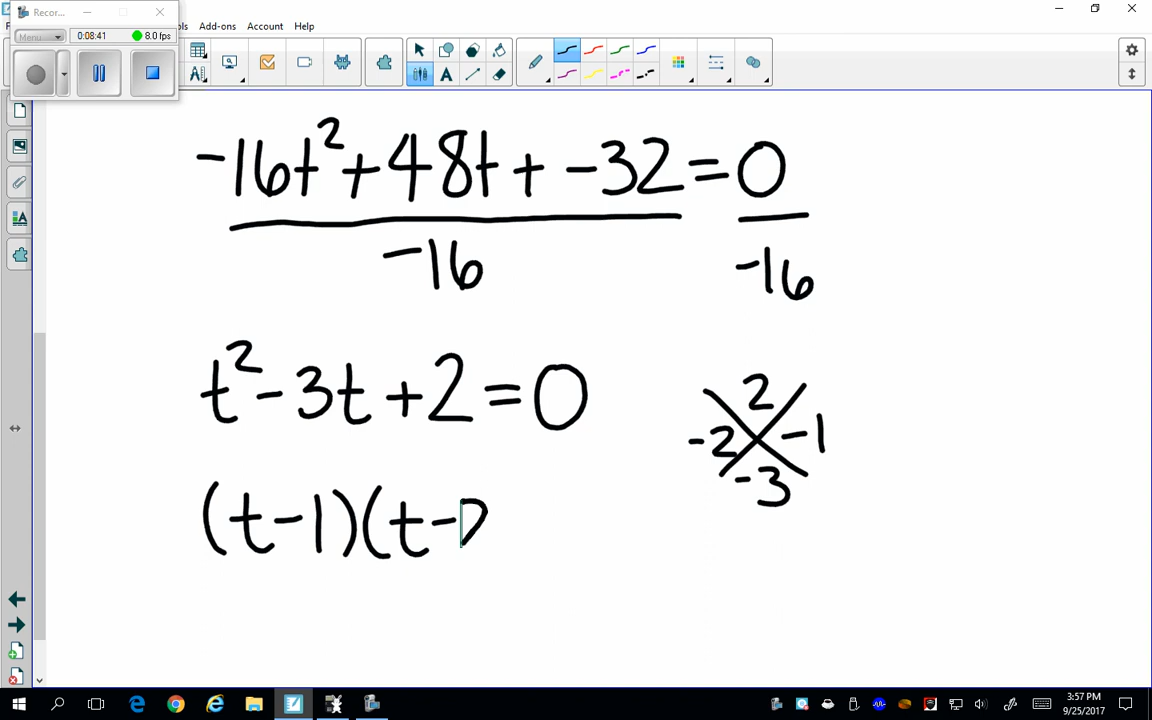 Recor...
Menu
0:08:41
8.0 fps
Add-ons
Account
Help
-16t²+48t+ -32=0
-16
-16
t²-3t+2=0
2
-2
-1
-3
(t-1)(t-
3:57 PM
9/25/2017